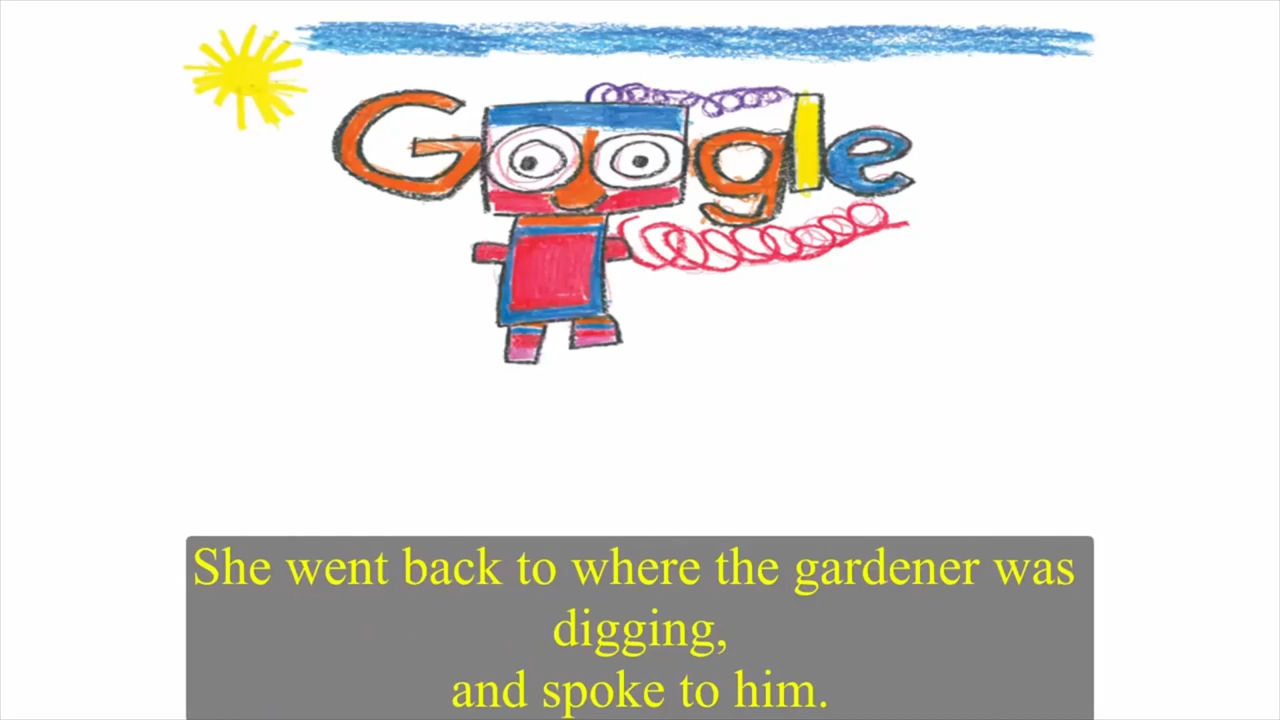 Google
She went back to where the gardener was
digging,
and spoke to him.